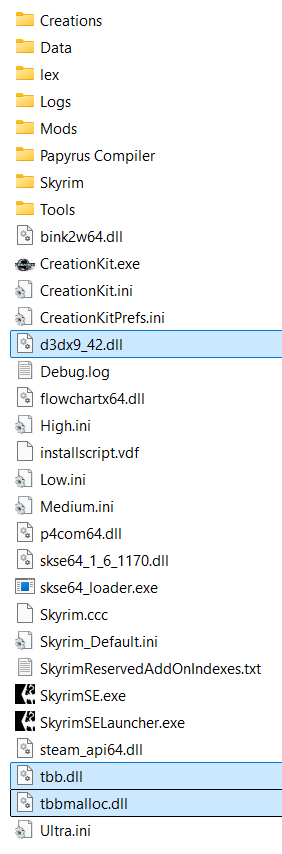 Creations
Data
lex
Logs
Mods
Papyrus Compiler
Skyrim
Tools
bink2w64.dll
CreationKit.exe
CreationKit.ini
CreationKitPrefs.ini
d3dx9_42.dll
Debug.log
flowchartx64.dll
High.ini
installscript.vdf
Low.ini
Medium.ini
p4com64.dll
skse64_1_6_1170.dll
skse64_loader.exe
Skyrim.ccc
Skyrim_Default.ini
SkyrimReservedAddOnIndexes.txt
SkyrimSE.exe
SkyrimSELauncher.exe
steam_api64.dll
tbb.dll
tbbmalloc.dll
Ultra.ini